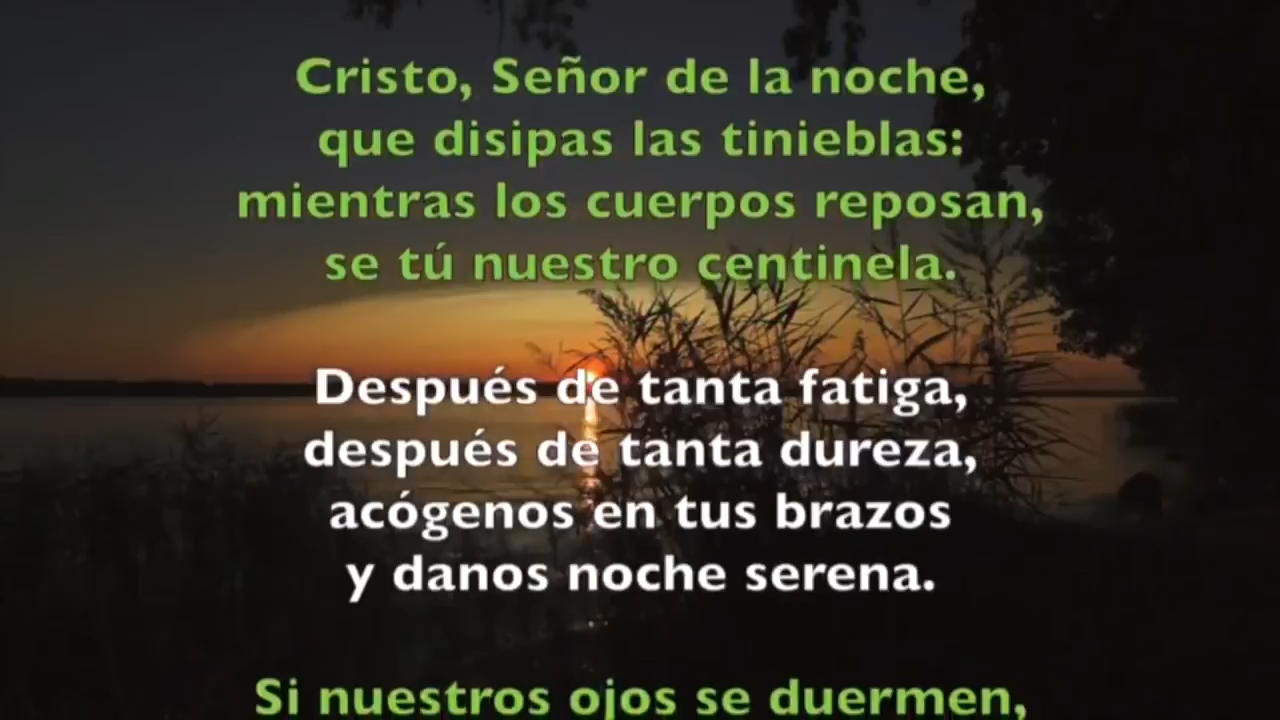 Cristo, Señor de la noche,
que disipas las tinieblas:
mientras los cuerpos reposan,
se tú nuestro centinela.
Después de tanta fatiga,
después de tanta dureza,
acógenos en tus brazos
y danos noche serena.
Si nuestros ojos se duermen,